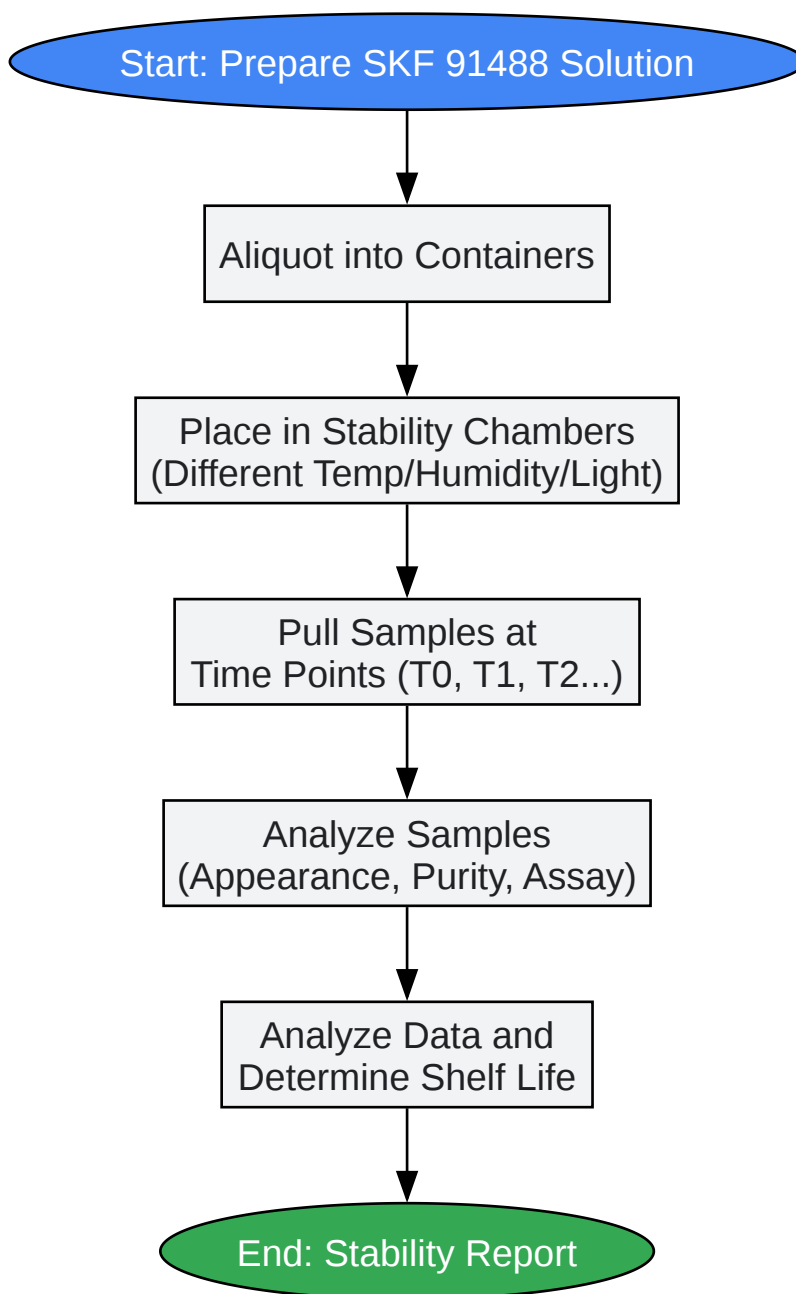 Start: Prepare SKF 91488 Solution
Aliquot into Containers
Place in Stability Chambers
(Different Temp/Humidity/Light)
Pull Samples at
Time Points (T0, T1, T2...)
Analyze Samples
(Appearance, Purity, Assay)
Analyze Data and
Determine Shelf Life
End: Stability Report